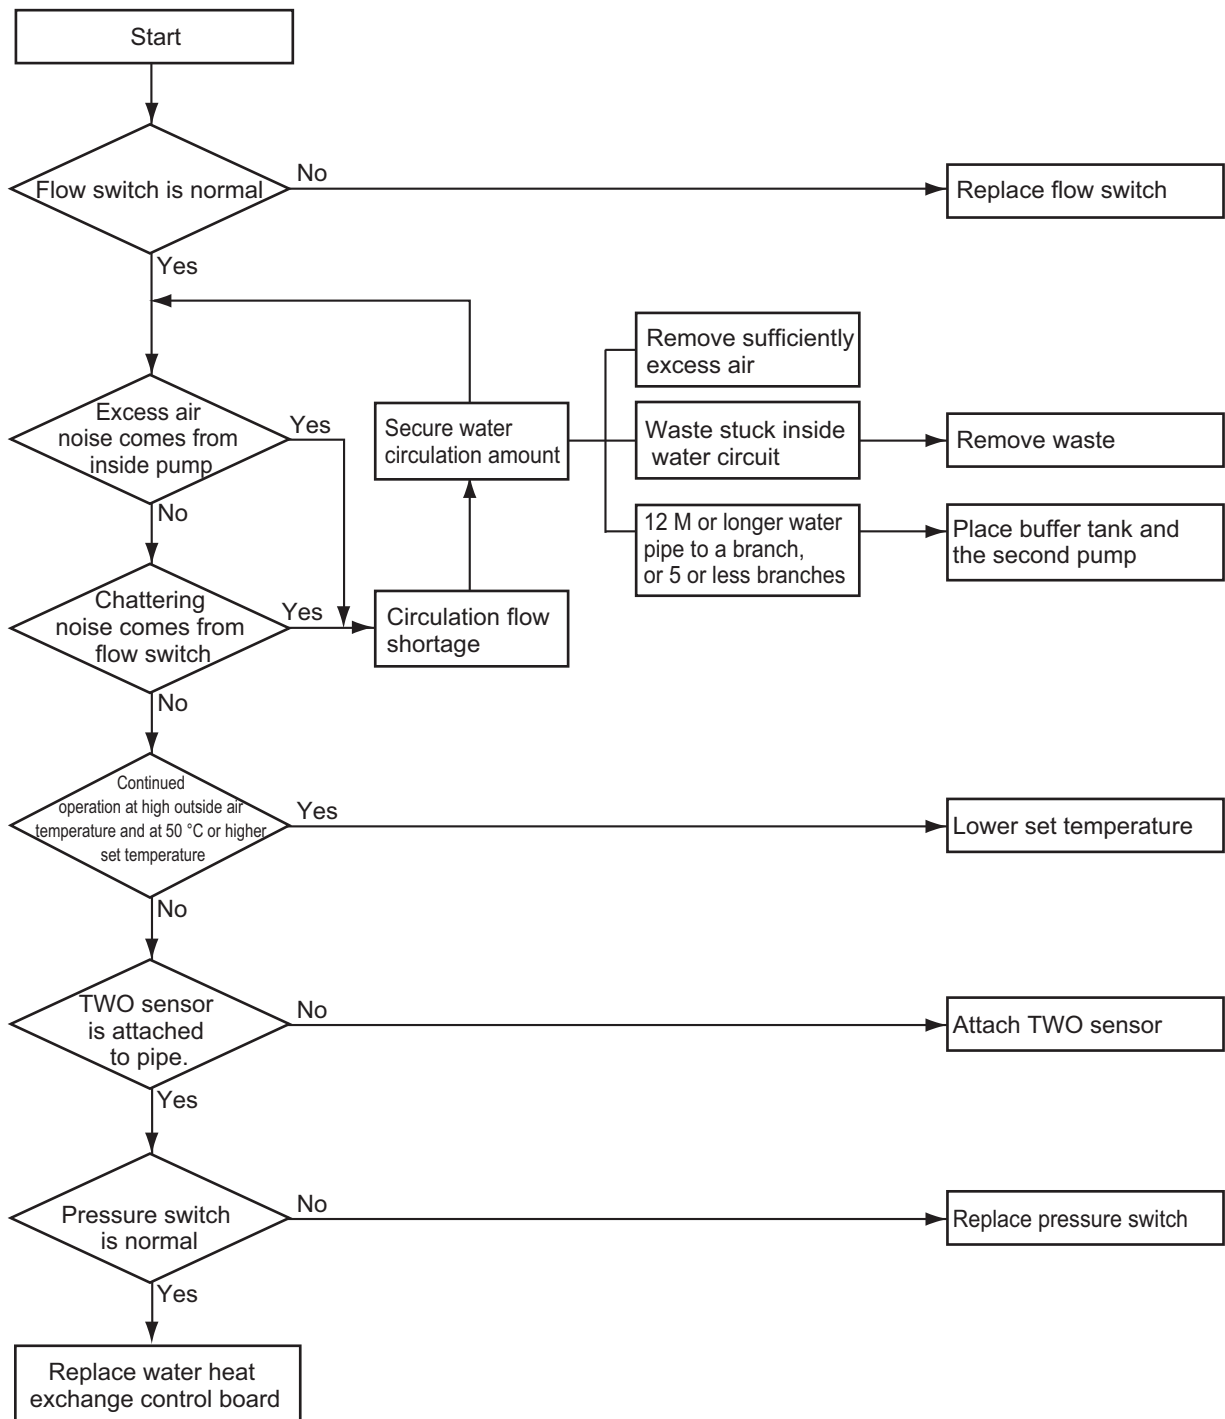 Start
Flow switch is normal
No
Replace flow switch
Yes
Excess air
noise comes from
inside pump
Yes
No
Secure water
circulation amount
Remove sufficiently
excess air
Waste stuck inside
water circuit
Remove waste
12 M or longer water
pipe to a branch,
or 5 or less branches
Place buffer tank and
the second pump
Chattering
noise comes from
flow switch
Yes
Circulation flow
shortage
No
Continued
operation at high outside air
temperature and at 50 °C or higher
set temperature
Yes
Lower set temperature
No
TWO sensor
is attached
to pipe.
No
Attach TWO sensor
Yes
Pressure switch
is normal
No
Replace pressure switch
Yes
Replace water heat
exchange control board